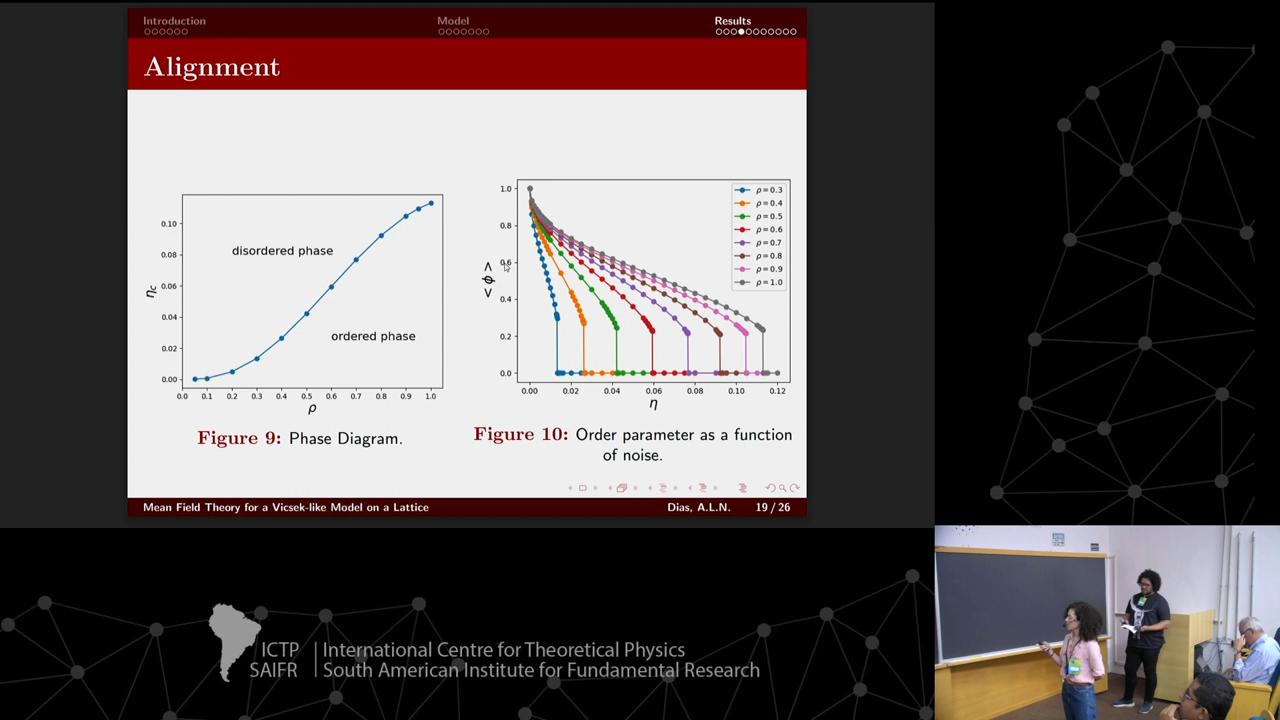 Introduction
Model
Results
Alignment
disordered phase
ordered phase
η_c
0.10
0.08
0.06
0.04
0.02
0.00
0.0 0.1 0.2 0.3 0.4 0.5 0.6 0.7 0.8 0.9 1.0
ρ
Figure 9: Phase Diagram.
< ϕ >
1.0
0.8
0.6
0.4
0.2
0.0
ρ = 0.3
ρ = 0.4
ρ = 0.5
ρ = 0.6
ρ = 0.7
ρ = 0.8
ρ = 0.9
ρ = 1.0
0.00 0.02 0.04 0.06 0.08 0.10 0.12
η
Figure 10: Order parameter as a function
of noise.
Mean Field Theory for a Vicsek-like Model on a Lattice
Dias, A.L.N.
19 / 26
ICTP
SAIFR
International Centre for Theoretical Physics
South American Institute for Fundamental Research